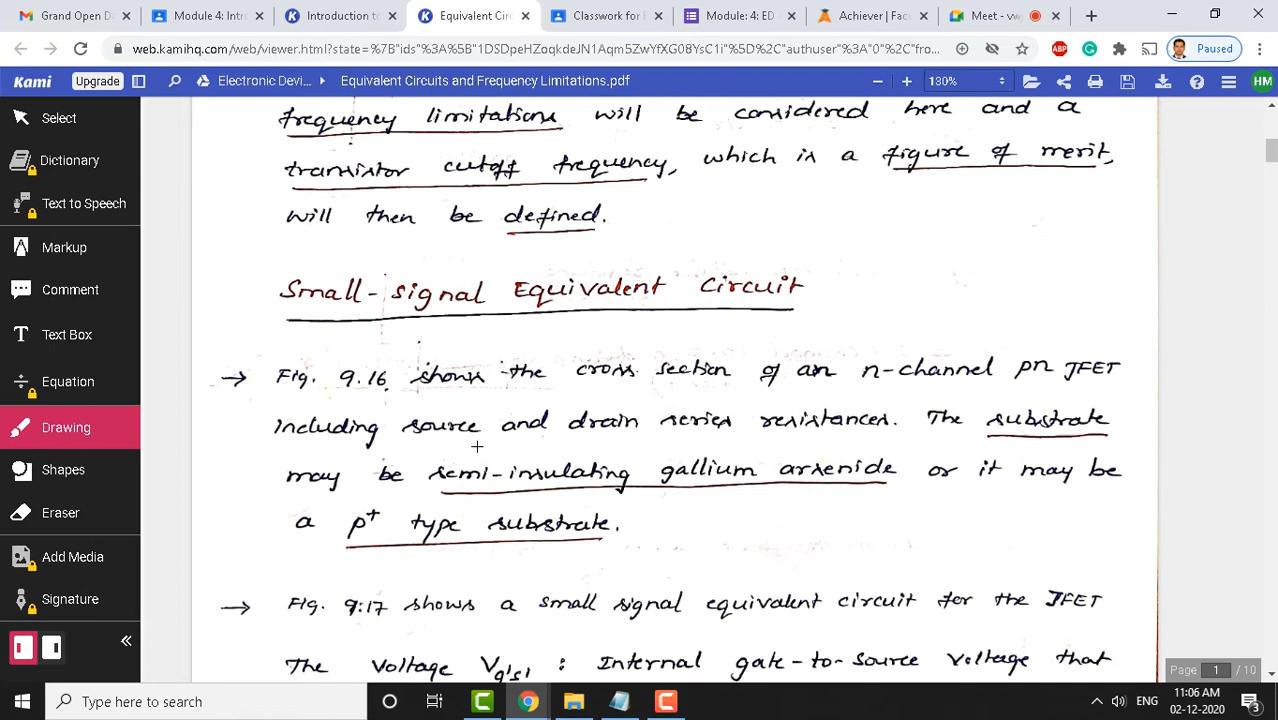 Grand Open D
Module 4: Intr
Introduction to
Equivalent Circ
Classwork for E
Module: 4: ED -
Achiever | Fac
Meet - vw
web.kamihq.com/web/viewer.html?state=%7B"ids"%3A%5B"1DSDpeHZoqkdeJN1Aqm5ZwYfXG08YsC1i"%5D%2C"authuser"%3A"0"%2C"fro...
ABP
Paused
Kami
Upgrade
Electronic Devi...
Equivalent Circuits and Frequency Limitations.pdf
180%
HM
Select
Dictionary
Text to Speech
Markup
Comment
Text Box
Equation
Drawing
Shapes
Eraser
Add Media
Signature
frequency limitations will be considered here and a
transistor cutoff frequency, which is a figure of merit,
will then be defined.
Small-signal Equivalent Circuit
→ Fig. 9.16 shows the cross section of an n-channel pn JFET
including source and drain series resistances. The substrate
may be semi-insulating gallium arsenide or it may be
a p+ type substrate.
→ Fig. 9.17 shows a small signal equivalent circuit for the JFET
The voltage Vg's' : Internal gate-to-source voltage that
Page 1 / 10
Type here to search
ENG
11:06 AM
02-12-2020
3